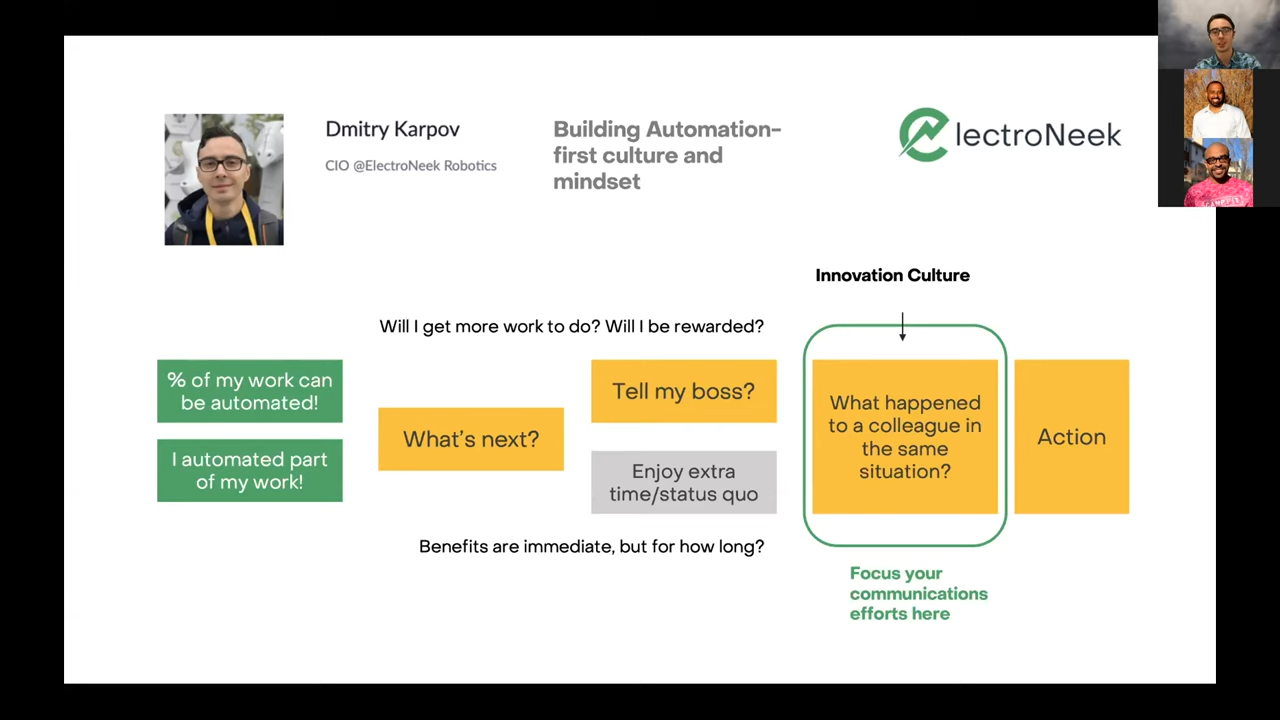 Dmitry Karpov
CIO @ElectroNeek Robotics
Building Automation-
first culture and
mindset
lectroNeek
Innovation Culture
Will I get more work to do? Will I be rewarded?
% of my work can
be automated!
I automated part
of my work!
What's next?
Tell my boss?
Enjoy extra
time/status quo
What happened
to a colleague in
the same
situation?
Action
Benefits are immediate, but for how long?
Focus your
communications
efforts here